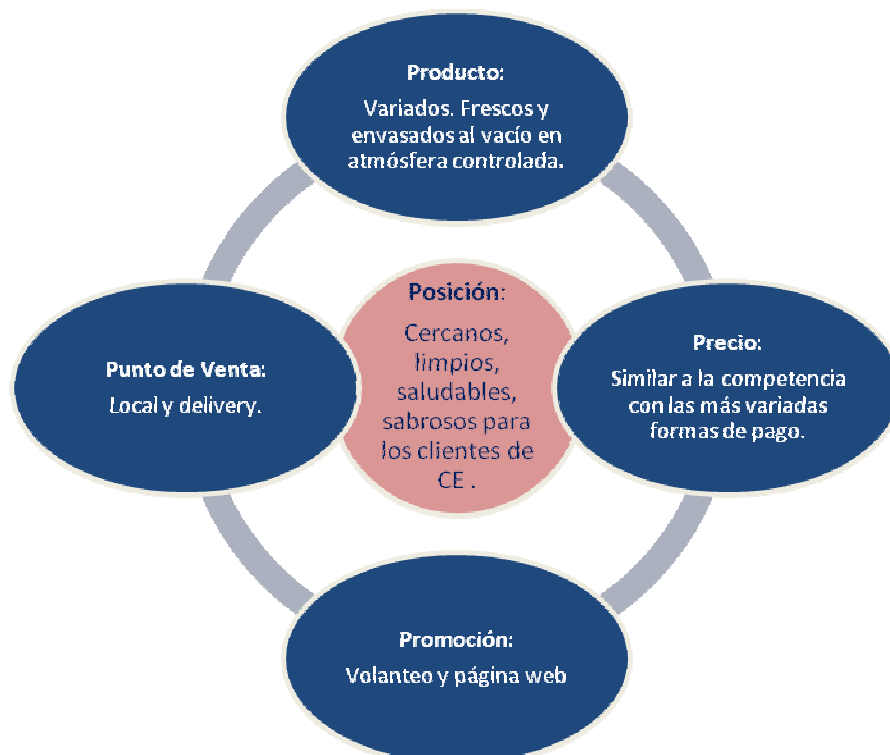 Producto:
Variados. Frescos y
envasados al vacío en
atmósfera controlada.
Posición:
Cercanos,
limpios,
saludables,
sabrosos para
los clientes de
CE .
Punto de Venta:
Local y delivery.
Precio:
Similar a la competencia
con las más variadas
formas de pago.
Promoción:
Volanteo y página web